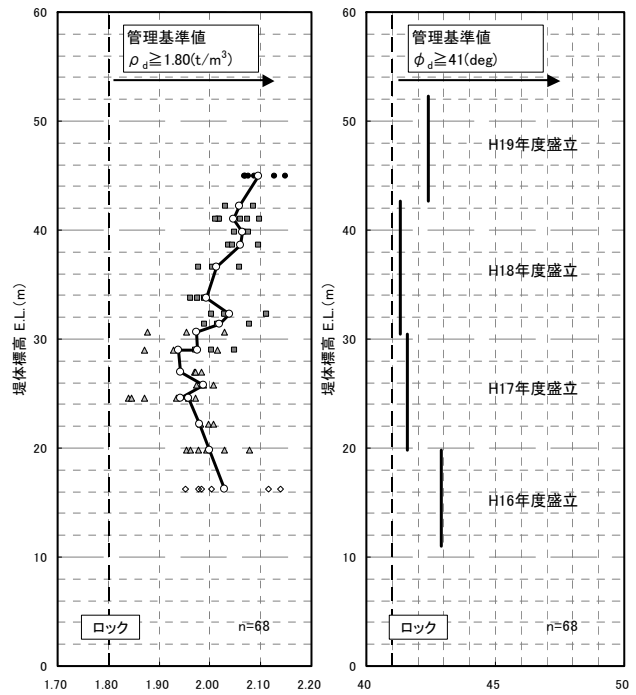 管理基準値
ρd≧1.80(t/m³)
堤体標高 E.L.(m)
60
50
40
30
20
10
0
ロック
n=68
1.70
1.80
1.90
2.00
2.10
2.20
管理基準値
φd≧41(deg)
堤体標高 E.L.(m)
60
50
40
30
20
10
0
H19年度盛立
H18年度盛立
H17年度盛立
H16年度盛立
ロック
n=68
40
45
50